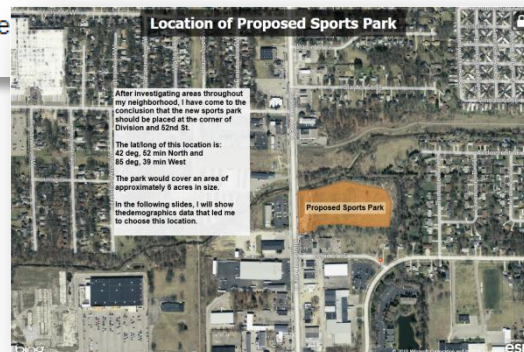 e
Location of Proposed Sports Park
After investigating areas throughout
my neighborhood, I have come to the
conclusion that the new sports park
should be placed at the corner of
Division and 52nd St.
The lat/long of this location is:
42 deg, 52 min North and
85 deg, 39 min West
The park would cover an area of
approximately 6 acres in size.
In the following slides, I will show
thedemographics data that led me
to choose this location.
Proposed Sports Park
bing
esri